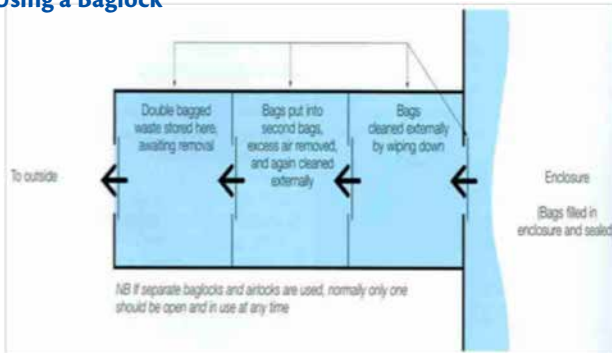 Using a Baglock
Double bagged
waste stored here,
awaiting removal
Bags put into
second bags,
excess air removed,
and again cleaned
externally
Bags
cleaned externally
by wiping down
To outside
Enclosure
(Bags filled in
enclosure and sealed
NB If separate baglocks and airlocks are used, normally only one
should be open and in use at any time